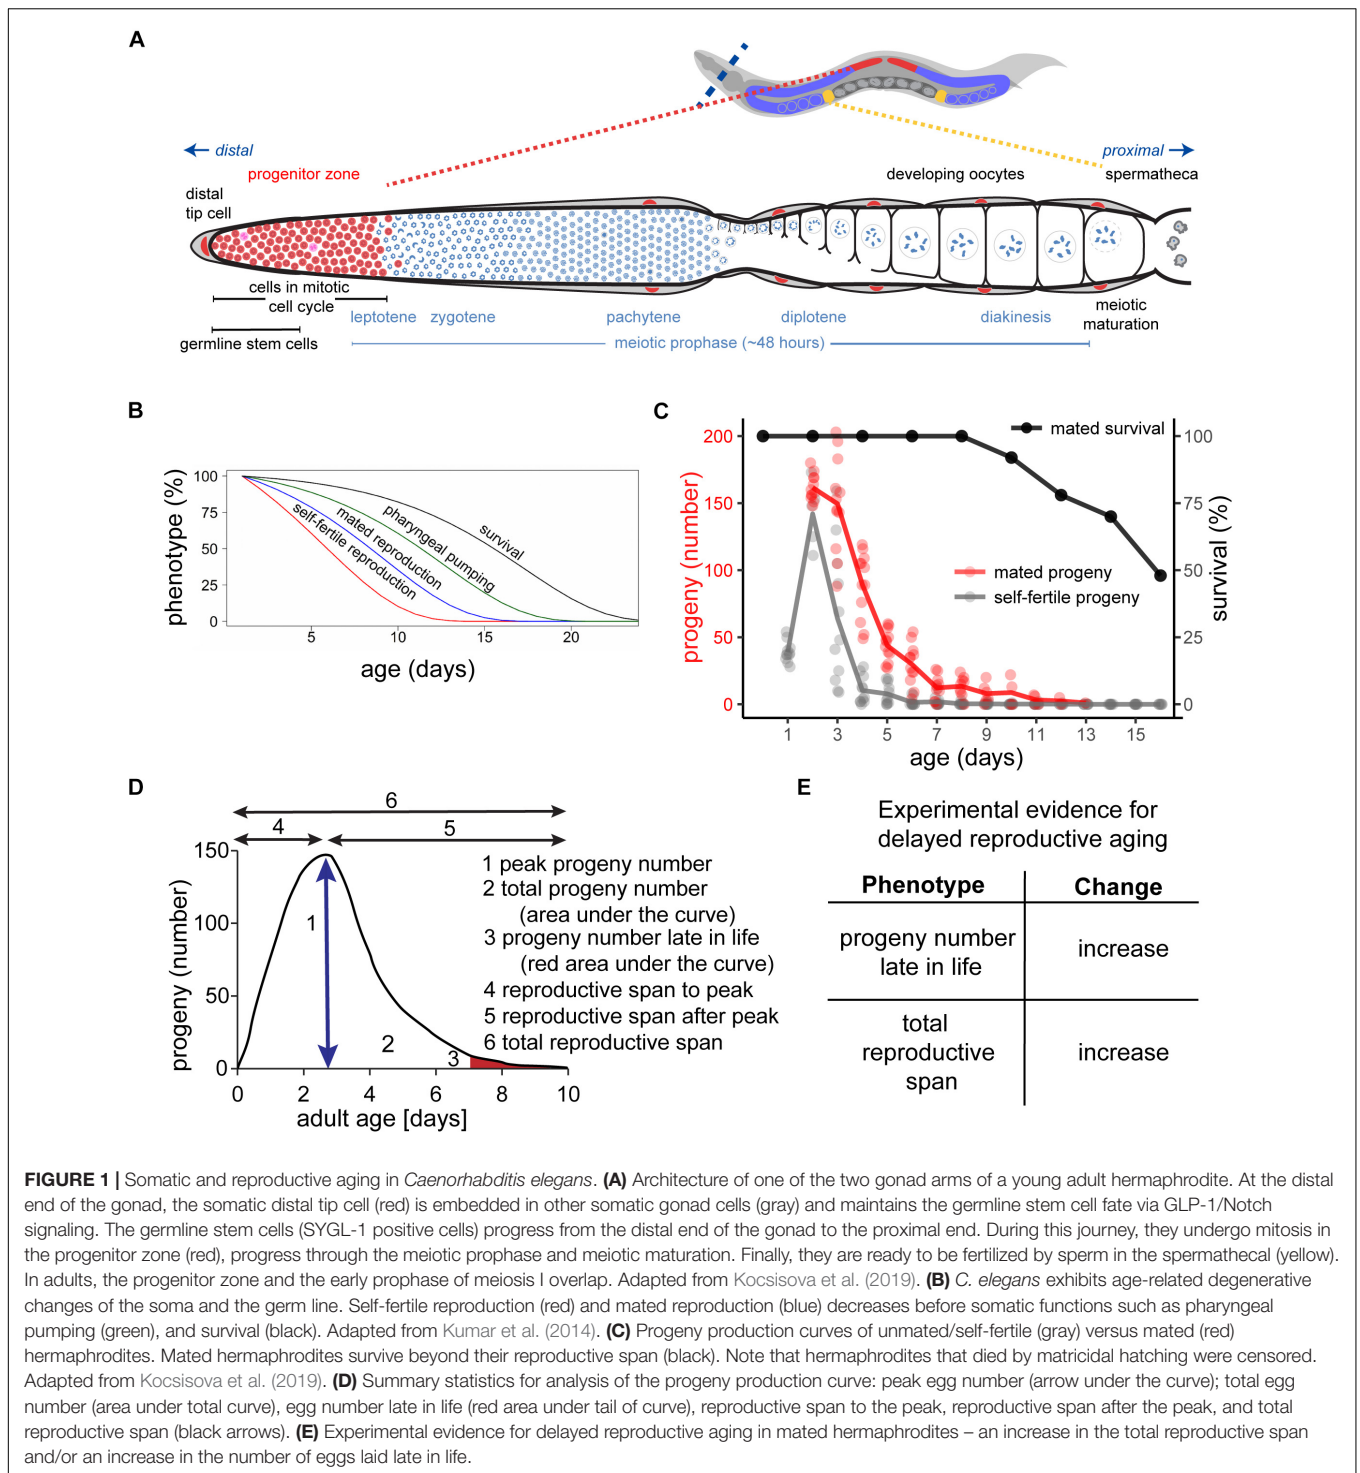 A
distal
proximal
progenitor zone
developing oocytes
spermatheca
distal
tip cell
cells in mitotic
cell cycle
germline stem cells
leptotene
zygotene
pachytene
diplotene
diakinesis
meiotic
maturation
meiotic prophase (~48 hours)
B
phenotype (%)
100
75
50
25
0
5
10
15
20
age (days)
self-fertile reproduction
mated reproduction
pharyngeal pumping
survival
C
progeny (number)
200
150
100
50
0
mated survival
mated progeny
self-fertile progeny
100
75
50
25
0
survival (%)
1
3
5
7
9
11
13
15
age (days)
D
6
4
5
progeny (number)
150
100
50
0
1
2
3
0
2
4
6
8
10
adult age [days]
1 peak progeny number
2 total progeny number
(area under the curve)
3 progeny number late in life
(red area under the curve)
4 reproductive span to peak
5 reproductive span after peak
6 total reproductive span
E
Experimental evidence for
delayed reproductive aging
Phenotype Change
progeny number
late in life
increase
total
reproductive
span
increase
FIGURE 1 | Somatic and reproductive aging in Caenorhabditis elegans. (A) Architecture of one of the two gonad arms of a young adult hermaphrodite. At the distal
end of the gonad, the somatic distal tip cell (red) is embedded in other somatic gonad cells (gray) and maintains the germline stem cell fate via GLP-1/Notch
signaling. The germline stem cells (SYGL-1 positive cells) progress from the distal end of the gonad to the proximal end. During this journey, they undergo mitosis in
the progenitor zone (red), progress through the meiotic prophase and meiotic maturation. Finally, they are ready to be fertilized by sperm in the spermathecal (yellow).
In adults, the progenitor zone and the early prophase of meiosis I overlap. Adapted from Kocsisova et al. (2019). (B) C. elegans exhibits age-related degenerative
changes of the soma and the germ line. Self-fertile reproduction (red) and mated reproduction (blue) decreases before somatic functions such as pharyngeal
pumping (green), and survival (black). Adapted from Kumar et al. (2014). (C) Progeny production curves of unmated/self-fertile (gray) versus mated (red)
hermaphrodites. Mated hermaphrodites survive beyond their reproductive span (black). Note that hermaphrodites that died by matricidal hatching were censored.
Adapted from Kocsisova et al. (2019). (D) Summary statistics for analysis of the progeny production curve: peak egg number (arrow under the curve); total egg
number (area under total curve), egg number late in life (red area under tail of curve), reproductive span to the peak, reproductive span after the peak, and total
reproductive span (black arrows). (E) Experimental evidence for delayed reproductive aging in mated hermaphrodites – an increase in the total reproductive span
and/or an increase in the number of eggs laid late in life.